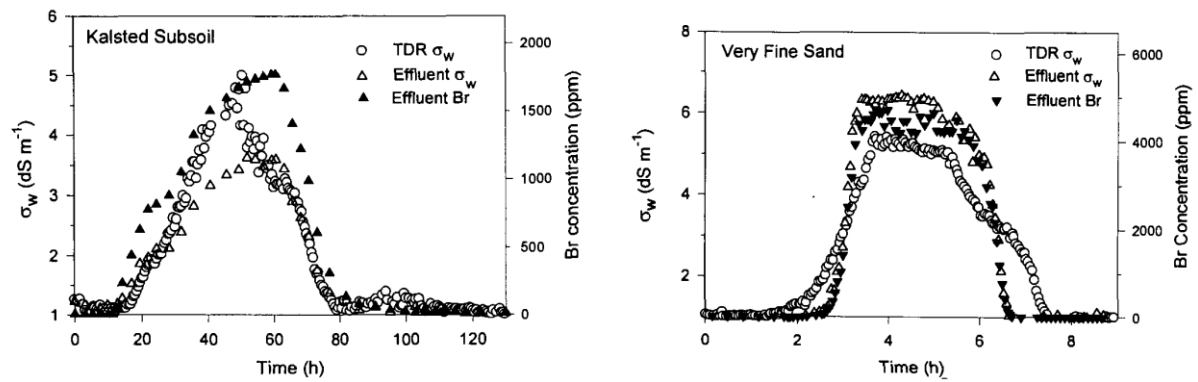 Kalsted Subsoil
TDR σw
Effluent σw
Effluent Br
6
5
4
3
2
1
σw (dS m⁻¹)
2000
1500
1000
500
0
Br concentration (ppm)
0 20 40 60 80 100 120
Time (h)
Very Fine Sand
TDR σw
Effluent σw
Effluent Br
8
6
4
2
σw (dS m⁻¹)
6000
4000
2000
0
Br Concentration (ppm)
0 2 4 6 8
Time (h)